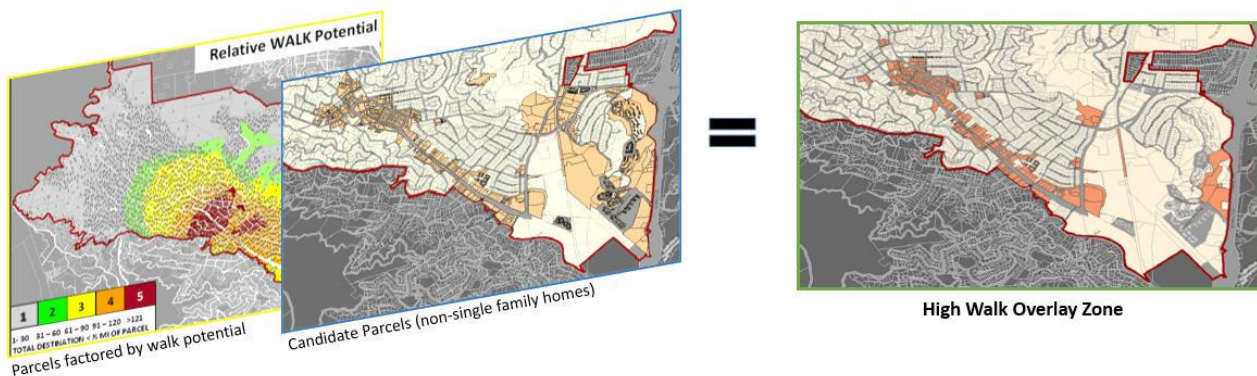 Relative WALK Potential
1 2 3 4 5
1- 30 31 – 60 61 – 90 91 – 120 >121
TOTAL DESTINATION < ½ MI OF PARCEL
Parcels factored by walk potential
Candidate Parcels (non-single family homes)
High Walk Overlay Zone